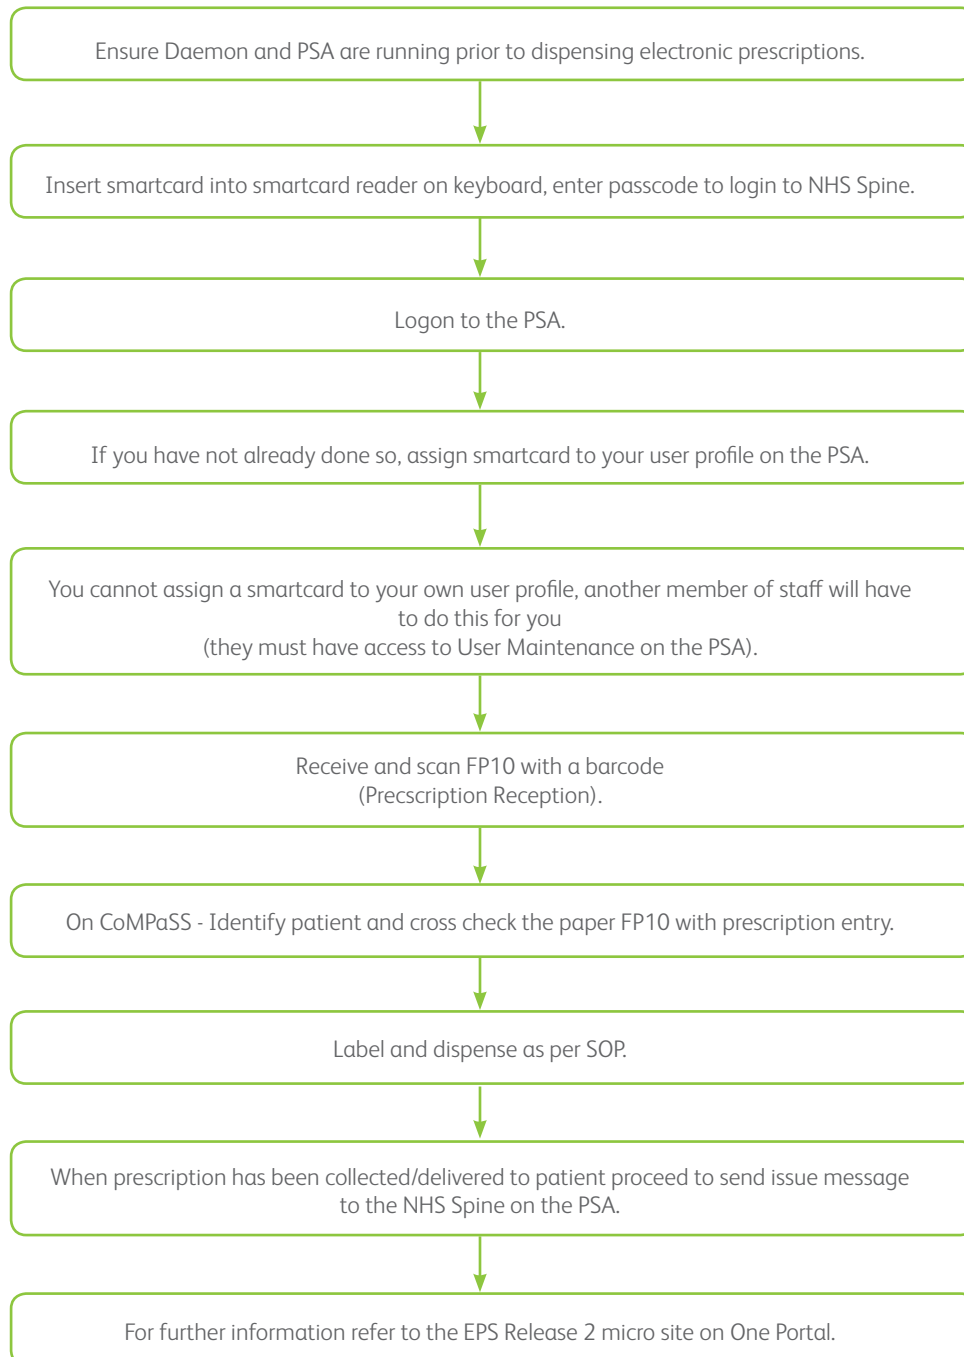 Ensure Daemon and PSA are running prior to dispensing electronic prescriptions.
Insert smartcard into smartcard reader on keyboard, enter passcode to login to NHS Spine.
Logon to the PSA.
If you have not already done so, assign smartcard to your user profile on the PSA.
You cannot assign a smartcard to your own user profile, another member of staff will have
to do this for you
(they must have access to User Maintenance on the PSA).
Receive and scan FP10 with a barcode
(Precscription Reception).
On CoMPaSS - Identify patient and cross check the paper FP10 with prescription entry.
Label and dispense as per SOP.
When prescription has been collected/delivered to patient proceed to send issue message
to the NHS Spine on the PSA.
For further information refer to the EPS Release 2 micro site on One Portal.